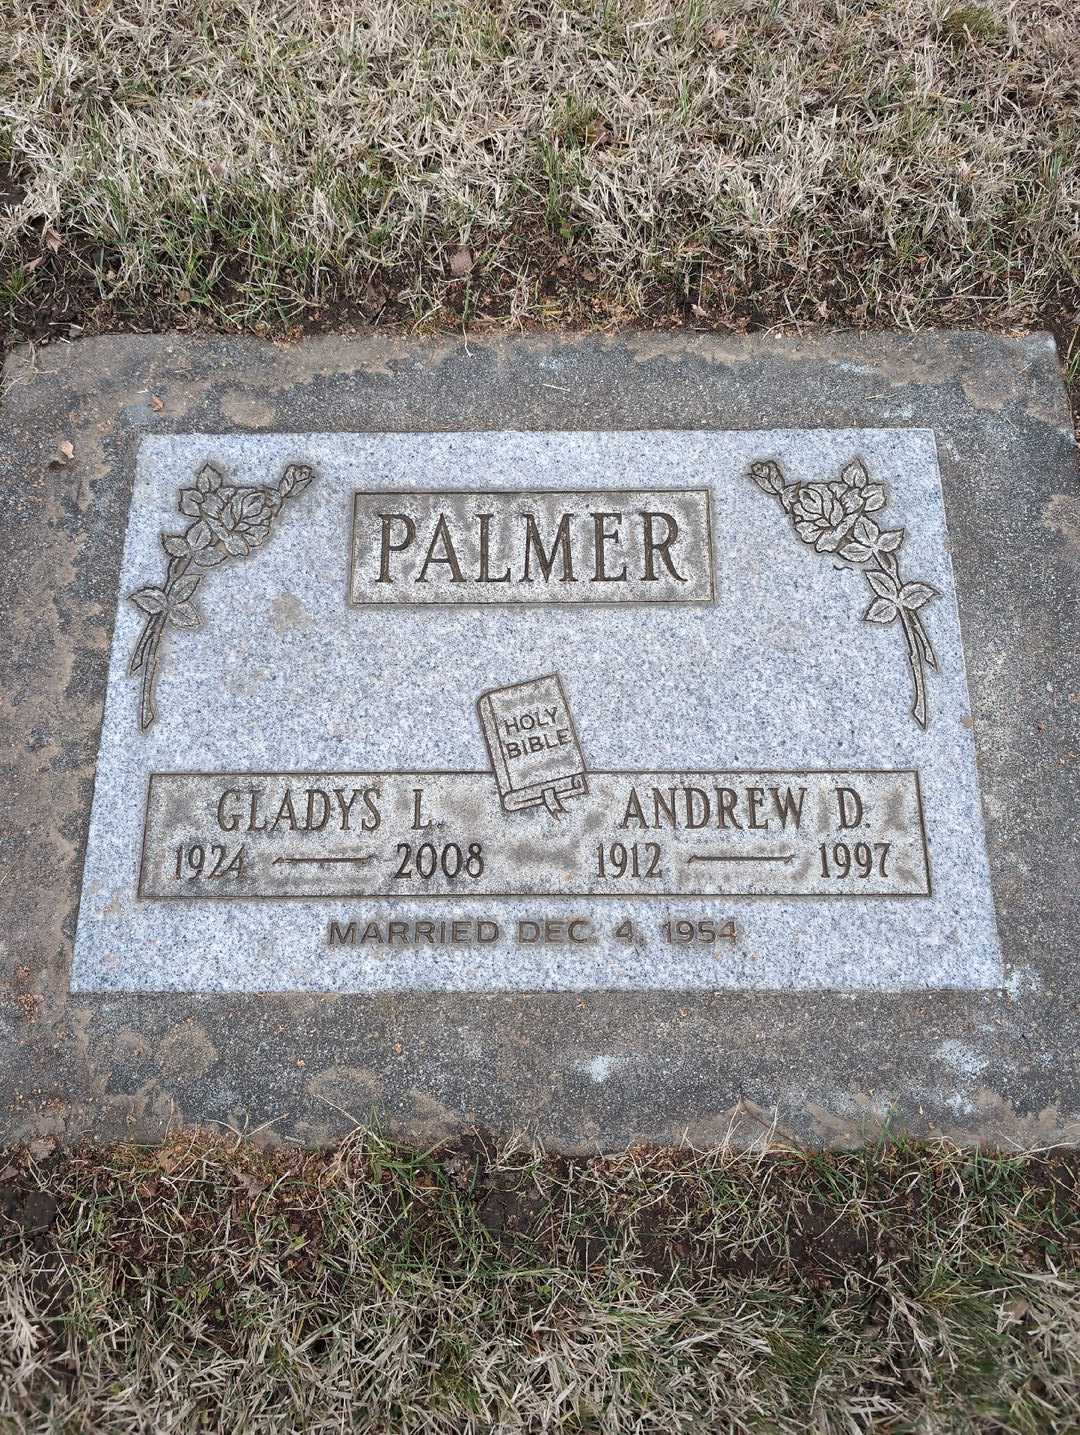 PALMER
HOLY
BIBLE
GLADYS L.
1924 — 2008
ANDREW D.
1912 — 1997
MARRIED DEC. 4, 1954